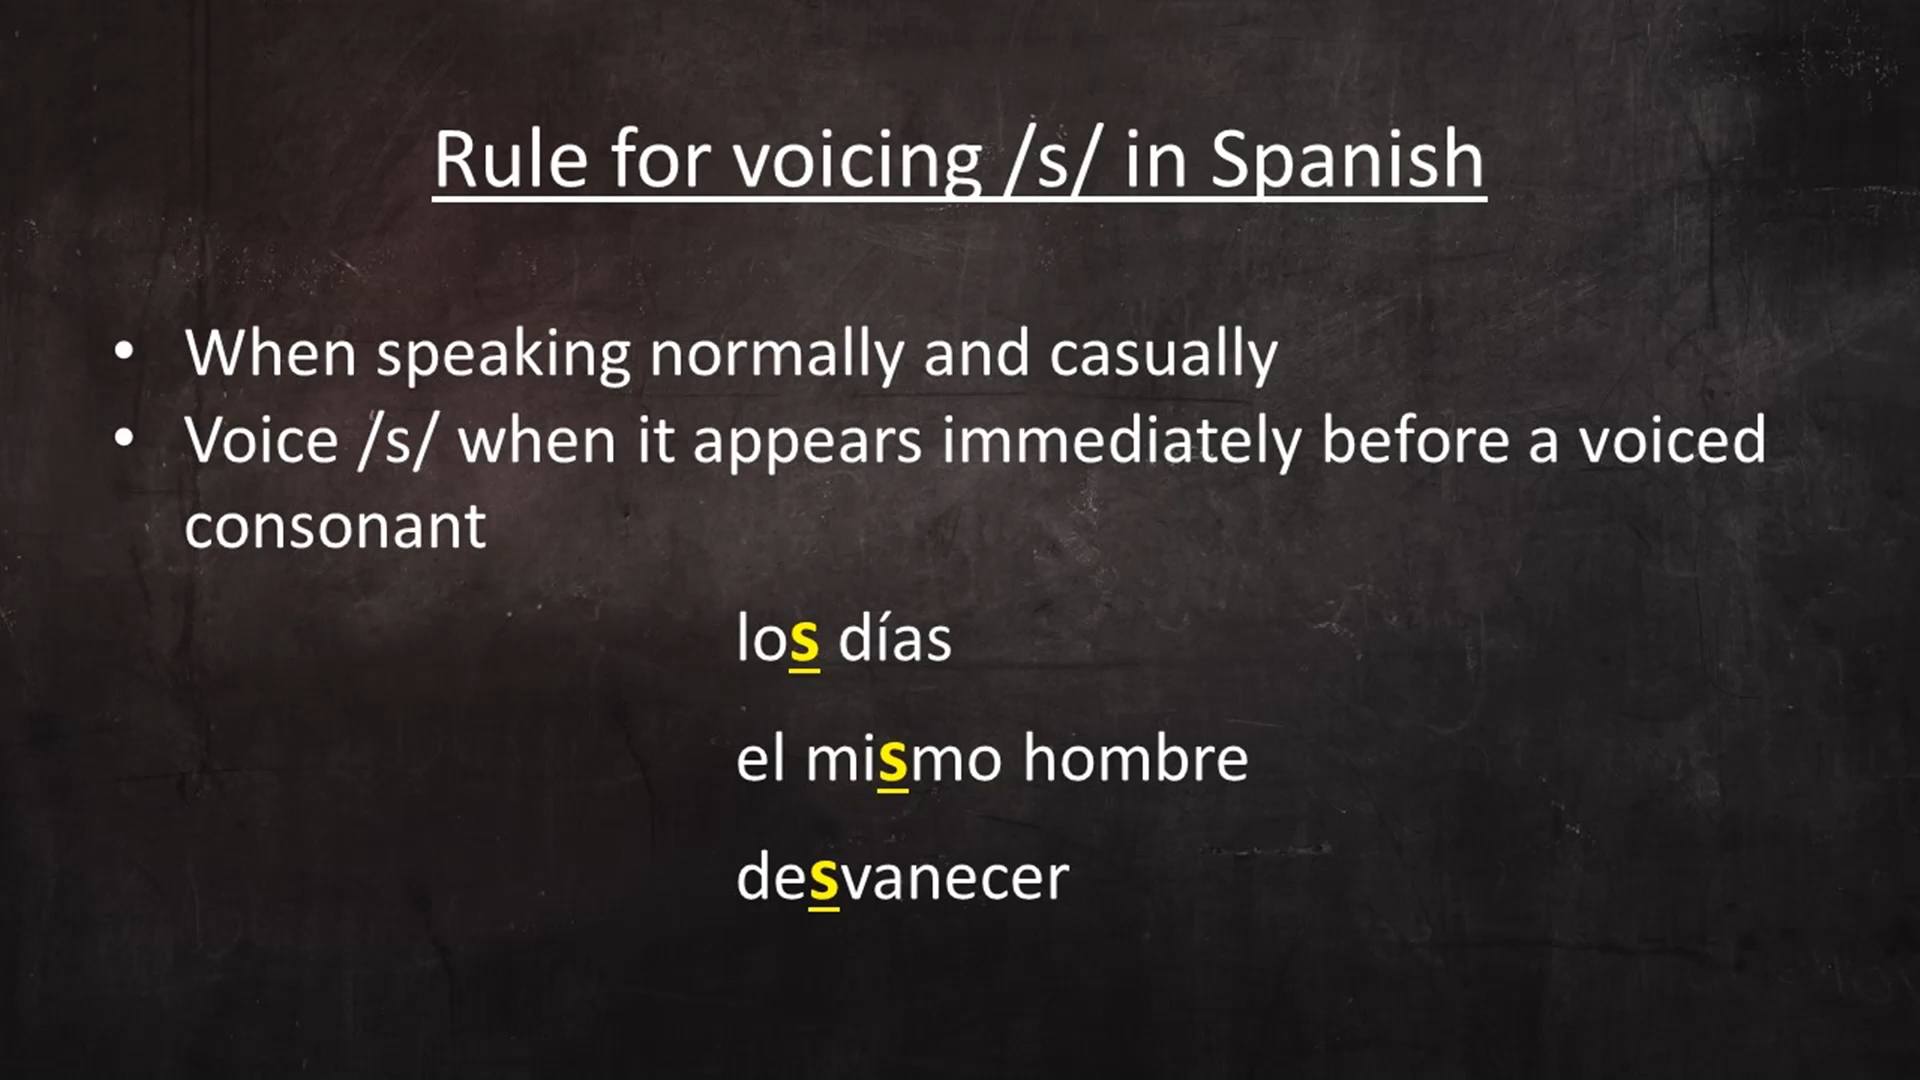 Rule for voicing /s/ in Spanish
• When speaking normally and casually
• Voice /s/ when it appears immediately before a voiced
consonant
los días
el mismo hombre
desvanecer